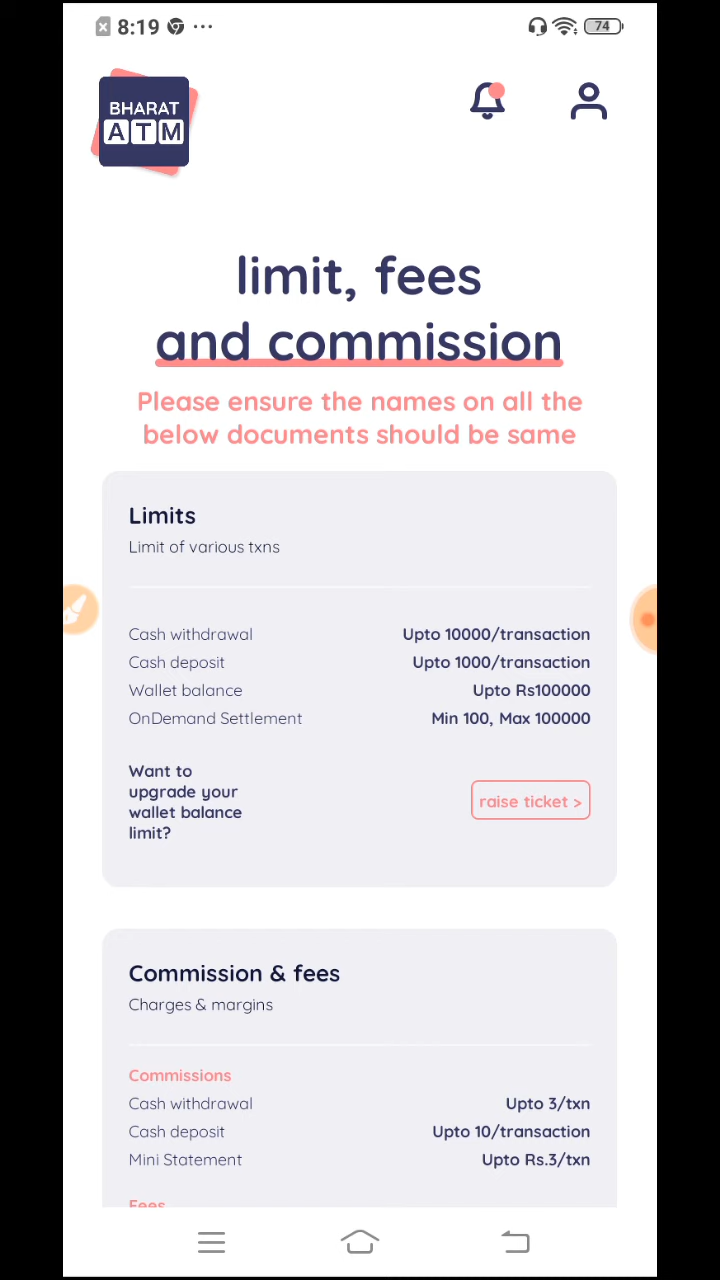 8:19 ... 74
BHARAT
ATM
limit, fees
and commission
Please ensure the names on all the
below documents should be same
Limits
Limit of various txns
Cash withdrawal Upto 10000/transaction
Cash deposit Upto 1000/transaction
Wallet balance Upto Rs100000
OnDemand Settlement Min 100, Max 100000
Want to
upgrade your
wallet balance
limit?
raise ticket >
Commission & fees
Charges & margins
Commissions
Cash withdrawal Upto 3/txn
Cash deposit Upto 10/transaction
Mini Statement Upto Rs.3/txn
Fees